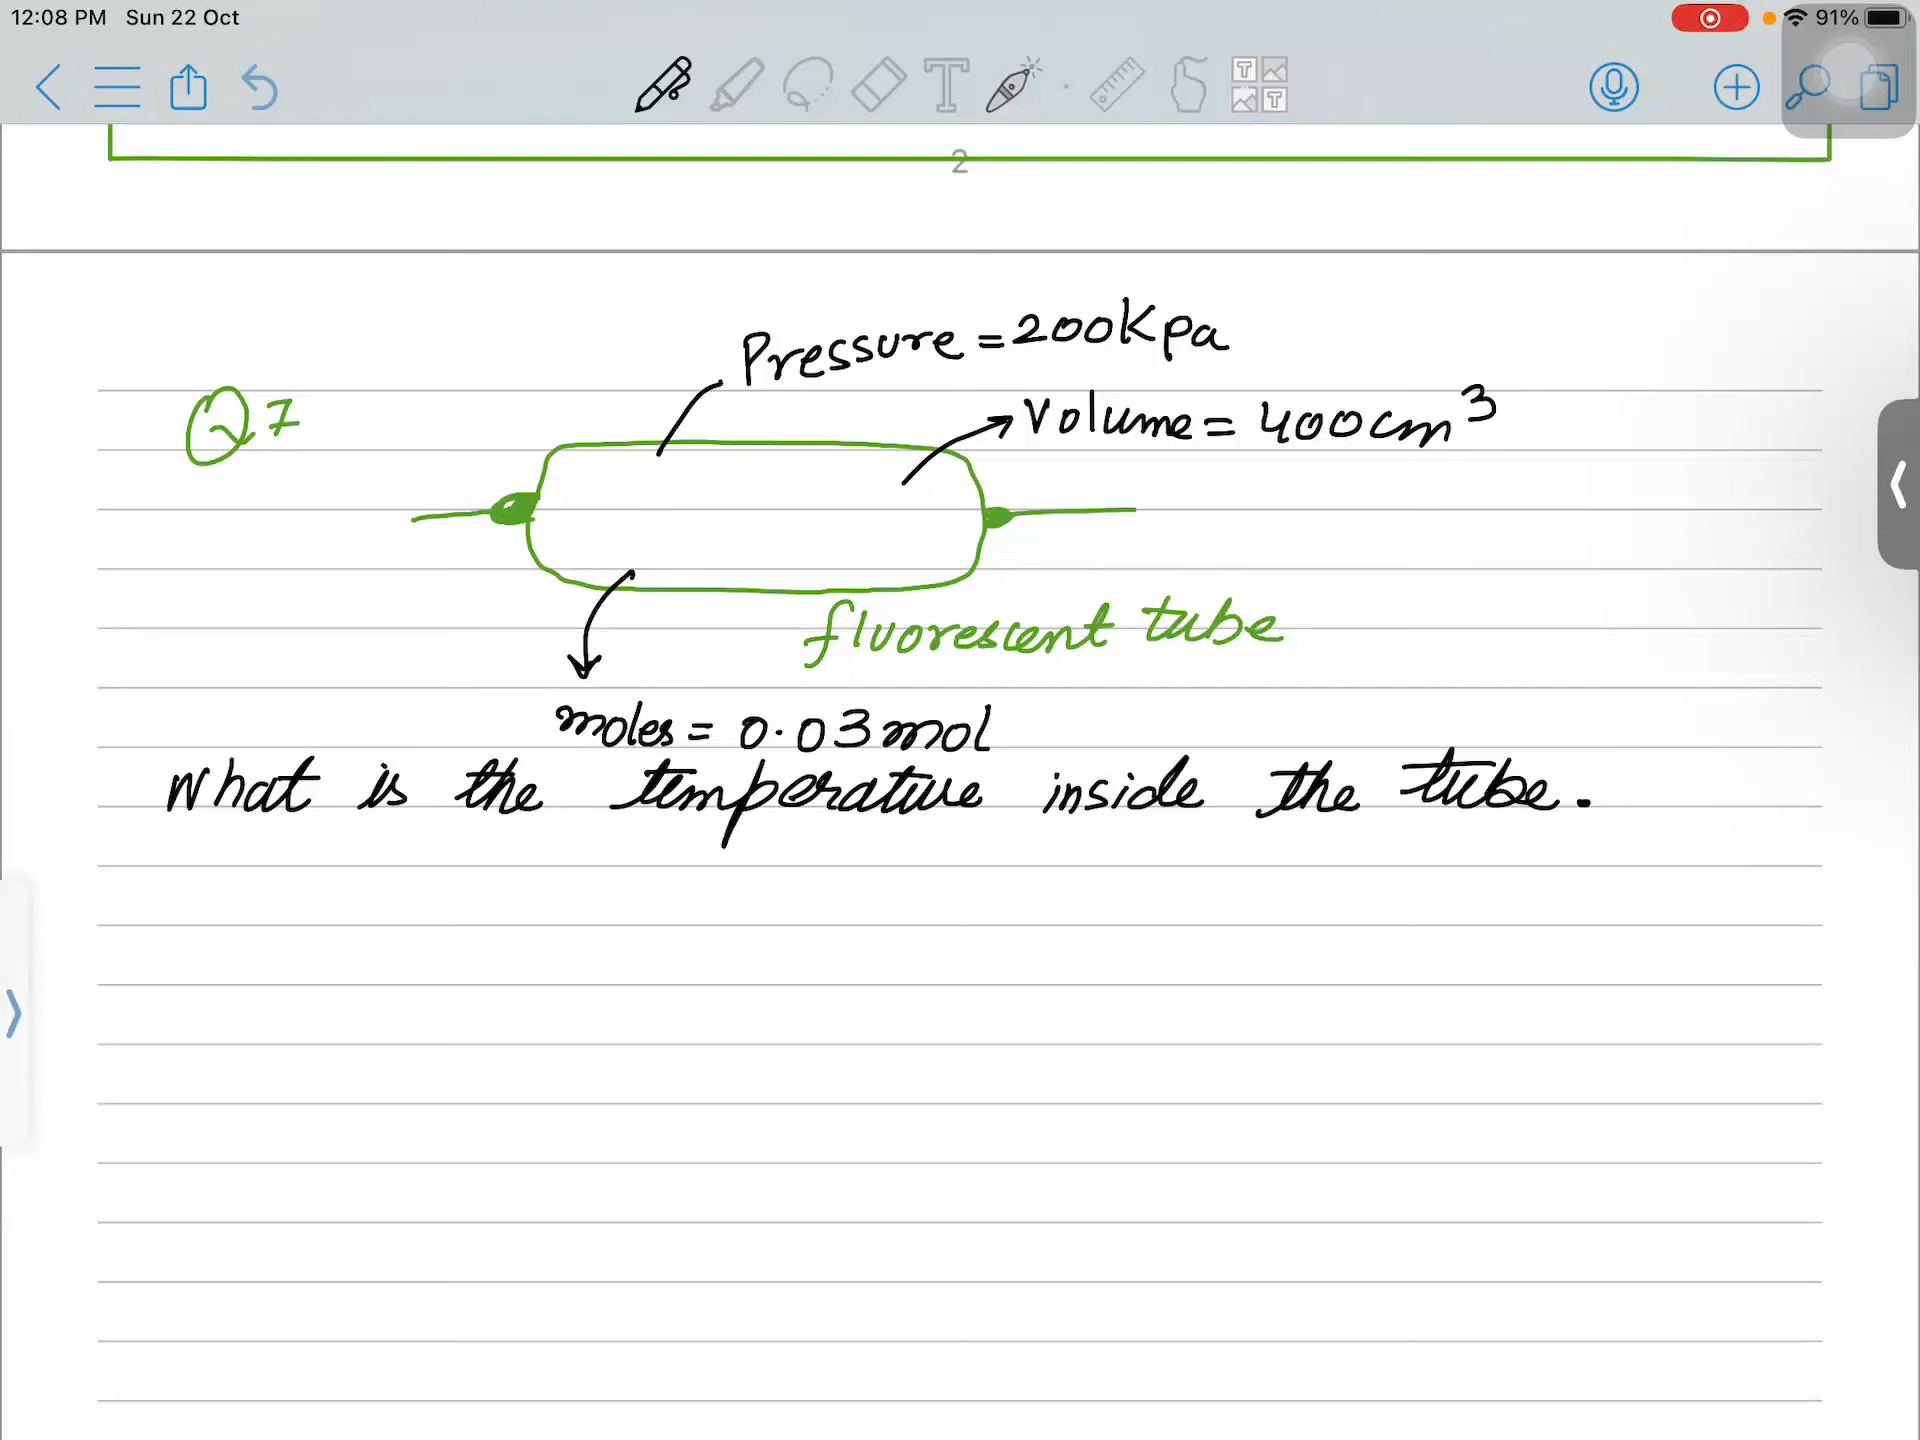 12:08 PM Sun 22 Oct
91%
2
Pressure = 200Kpa
Q7
Volume = 400cm³
fluorescent tube
moles = 0.03mol
What is the temperature inside the tube.